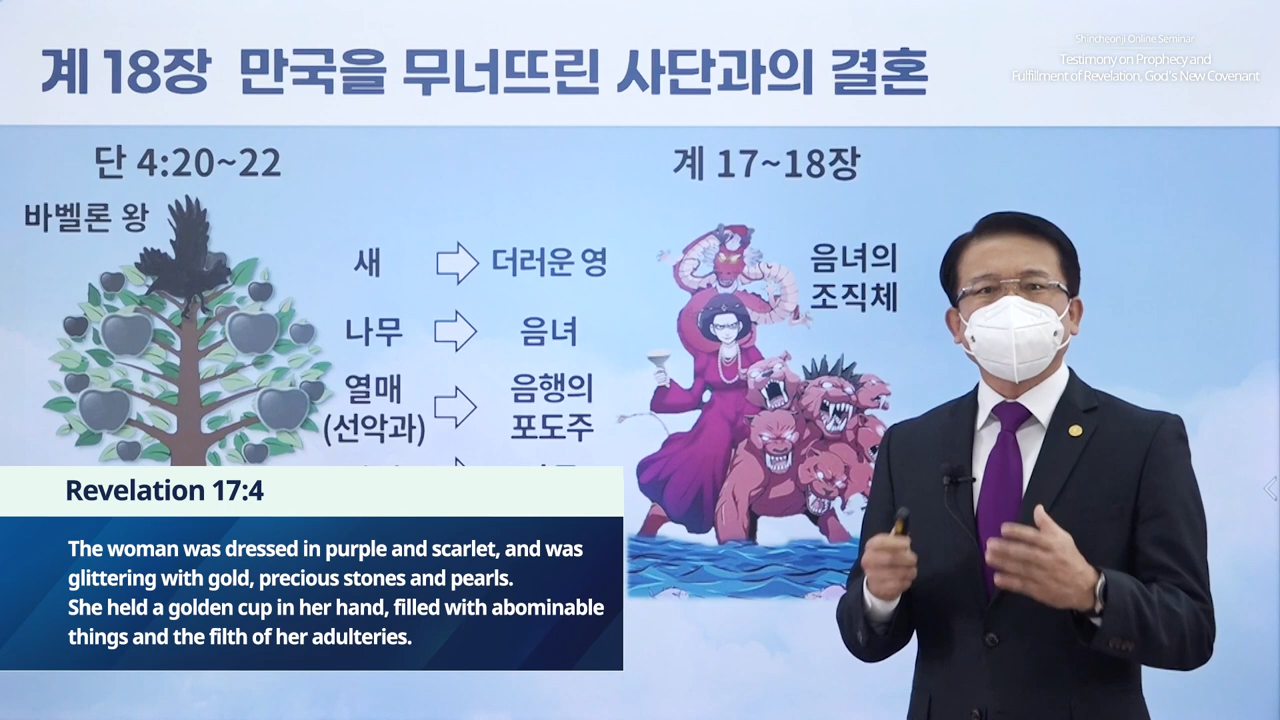 계 18장 만국을 무너뜨린 사단과의 결혼
Shincheonji Online Seminar
Testimony on Prophecy and
Fulfillment of Revelation, God's New Covenant
단 4:20~22
바벨론 왕
새
더러운 영
나무
음녀
열매
(선악과)
음행의
포도주
계 17~18장
음녀의
조직체
Revelation 17:4
The woman was dressed in purple and scarlet, and was
glittering with gold, precious stones and pearls.
She held a golden cup in her hand, filled with abominable
things and the filth of her adulteries.